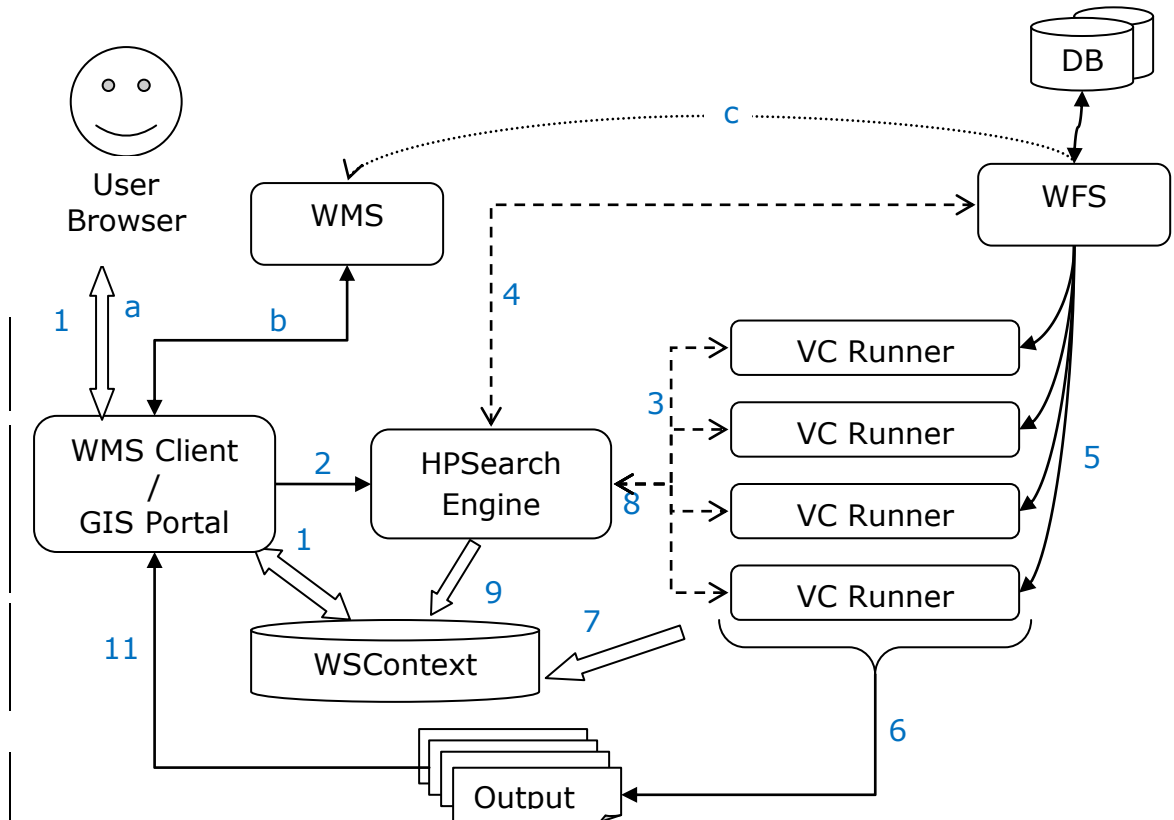 DB
c
User
Browser
WMS
WFS
1
a
b
4
VC Runner
3
VC Runner
WMS Client
/
GIS Portal
2
HPSearch
Engine
8
5
VC Runner
1
9
VC Runner
7
11
WSContext
6
Output